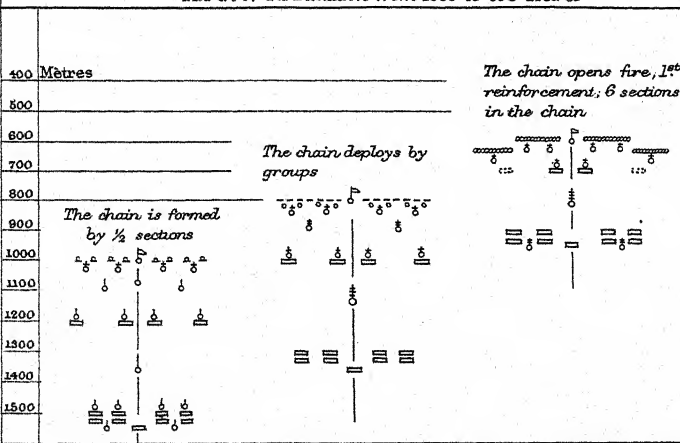 400 Mètres
500
600
700
800
900
1000
1100
1200
1300
1400
1500
The chain is formed
by ½ sections
The chain deploys by
groups
The chain opens fire, 1st
reinforcement; 6 sections
in the chain